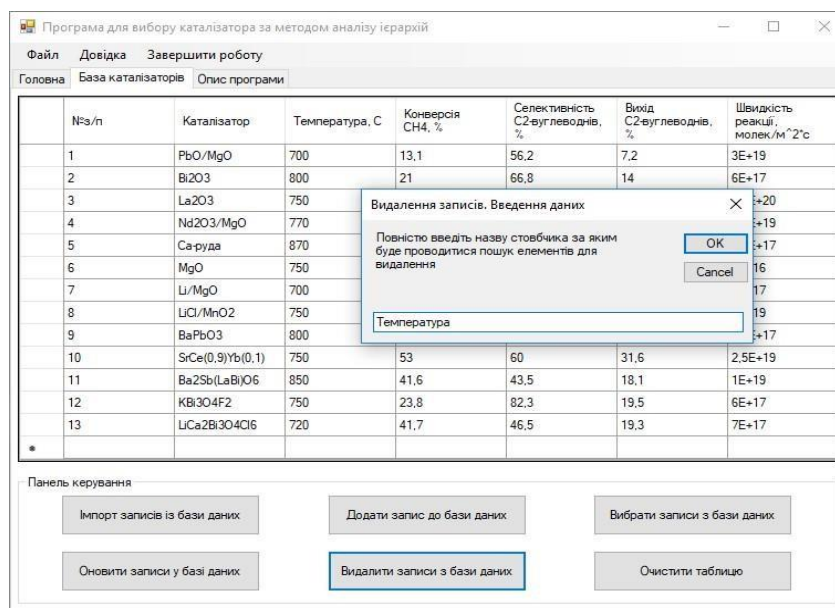 Програма для вибору каталізатора за методом аналізу ієрархій
Файл Довідка Завершити роботу
Головна База каталізаторів Опис програми
№з/п Каталізатор Температура, С Конверсія CH4, % Селективність С2-вуглеводнів, % Вихід С2-вуглеводнів, % Швидкість реакції, молек/м^2*с
1 PbO/MgO 700 13,1 56,2 7,2 3E+19
2 Bi2O3 800 21 66,8 14 6E+17
3 La2O3 750 E+20
4 Nd2O3/MgO 770 +19
5 Ca-руда 870 +17
6 MgO 750 16
7 Li/MgO 700 17
8 LiCl/MnO2 750 19
9 BaPbO3 800 +17
10 SrCe(0,9)Yb(0,1) 750 53 60 31,6 2,5E+19
11 Ba2Sb(LaBi)O6 850 41,6 43,5 18,1 1E+19
12 KBi3O4F2 750 23,8 82,3 19,5 6E+17
13 LiCa2Bi3O4Cl6 720 41,7 46,5 19,3 7E+17
Видалення записів. Введення даних
Повністю введіть назву стовбчика за яким
буде проводитися пошук елементів для
видалення
OK
Cancel
Температура
Панель керування
Імпорт записів із бази даних Додати запис до бази даних Вибрати записи з бази даних
Оновити записи у базі даних Видалити записи з бази даних Очистити таблицю